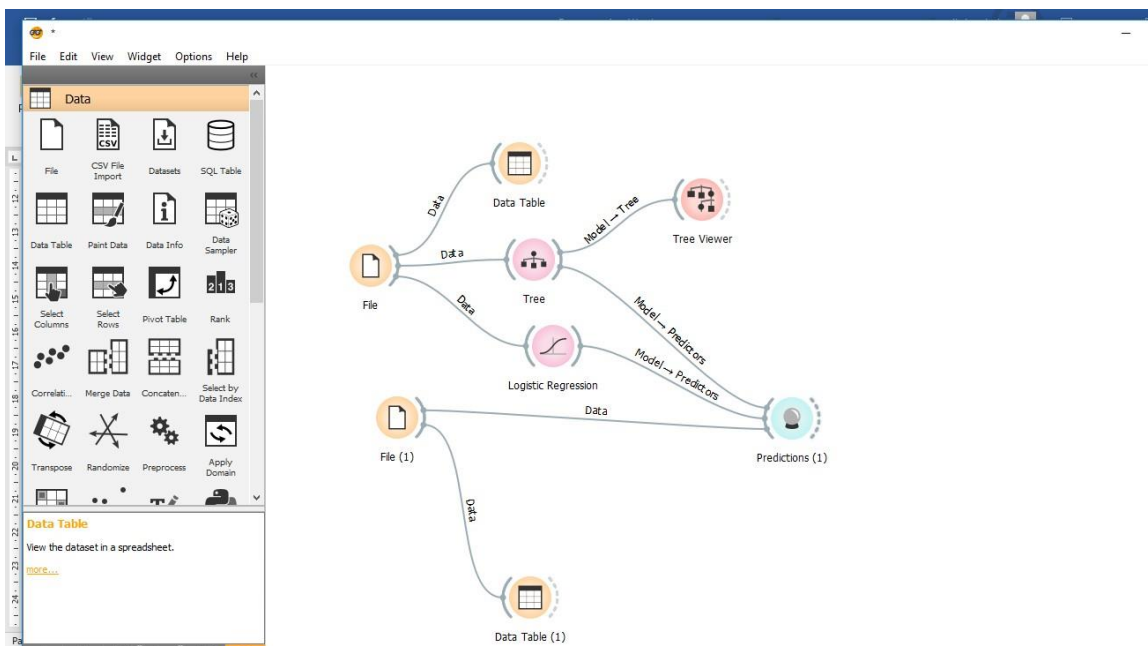 File Edit View Widget Options Help
Data
File
CSV File
Import
Datasets
SQL Table
Data Table
Paint Data
Data Info
Data
Sampler
Select
Columns
Select
Rows
Pivot Table
Rank
Correlati...
Merge Data
Concaten...
Select by
Data Index
Transpose
Randomize
Preprocess
Apply
Domain
Data Table
View the dataset in a spreadsheet.
more...
Data
Data Table
Model → Tree
Tree Viewer
Data
Tree
File
Data
Logistic Regression
Model → Predictors
Model → Predictors
Data
File (1)
Predictions (1)
Data
Data Table (1)